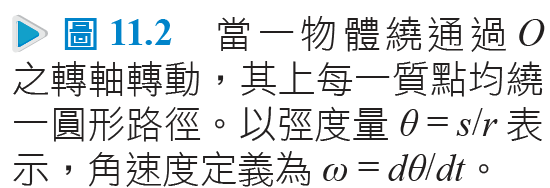 圖 11.2 當一物體繞通過 O
之轉軸轉動，其上每一質點均繞
一圓形路徑。以弳度量 θ = s/r 表
示，角速度定義為 ω = dθ/dt。